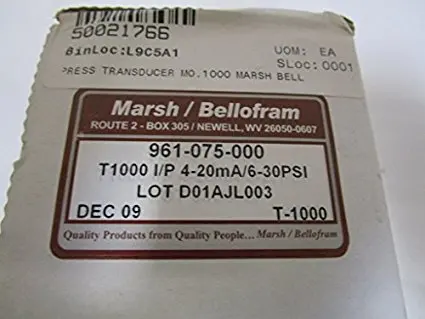 50021766
BinLoc:L9C5A1
UOM: EA
SLoc:0001
PRESS TRANSDUCER MO.1000 MARSH BELL
Marsh / Bellofram
ROUTE 2 - BOX 305 / NEWELL, WV 26050-0607
961-075-000
T1000 I/P 4-20mA/6-30PSI
LOT D01AJL003
DEC 09 T-1000
Quality Products from Quality People... Marsh / Bellofram